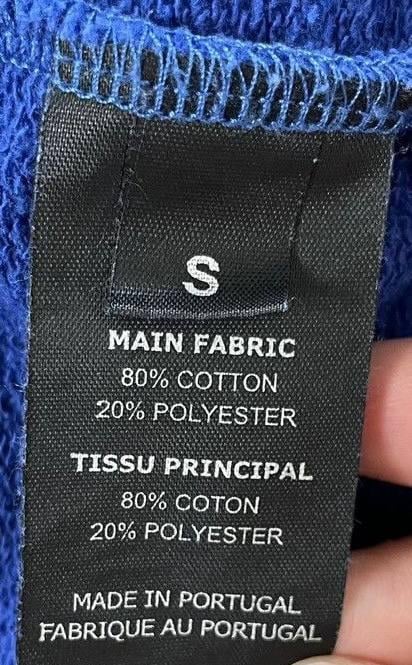 S
MAIN FABRIC
80% COTTON
20% POLYESTER
TISSU PRINCIPAL
80% COTON
20% POLYESTER
MADE IN PORTUGAL
FABRIQUE AU PORTUGAL